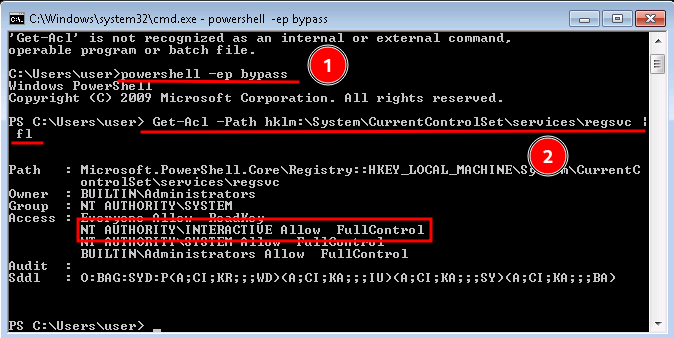 C:\Windows\system32\cmd.exe - powershell -ep bypass
'Get-Acl' is not recognized as an internal or external command,
operable program or batch file.
C:\Users\user>powershell -ep bypass
1
Windows PowerShell
Copyright (C) 2009 Microsoft Corporation. All rights reserved.
PS C:\Users\user> Get-Acl -Path hklm:\System\CurrentControlSet\services\regsvc |
fl
2
Path : Microsoft.PowerShell.Core\Registry::HKEY_LOCAL_MACHINE\System\CurrentC
ontrolSet\services\regsvc
Owner : BUILTIN\Administrators
Group : NT AUTHORITY\SYSTEM
Access : Everyone Allow ReadKey
NT AUTHORITY\INTERACTIVE Allow FullControl
NT AUTHORITY\SYSTEM Allow FullControl
BUILTIN\Administrators Allow FullControl
Audit :
Sddl : O:BAG:SYD:P(A;CI;KR;;;WD)(A;CI;KA;;;IU)(A;CI;KA;;;SY)(A;CI;KA;;;BA)
PS C:\Users\user> _